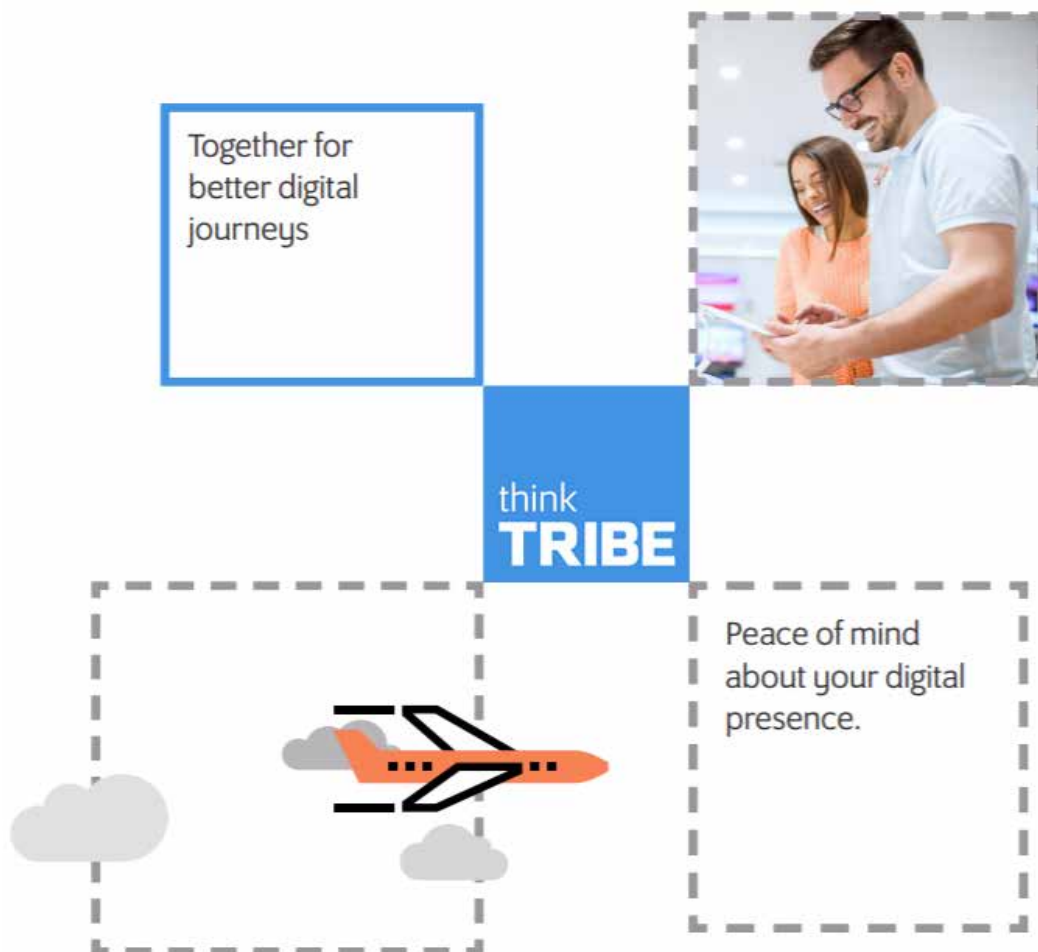 Together for
better digital
journeys
think
TRIBE
Peace of mind
about your digital
presence.